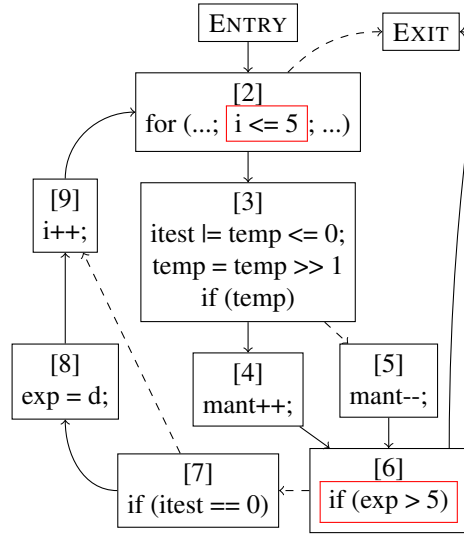 ENTRY
EXIT
[2]
for (...; i <= 5 ; ...)
[3]
itest |= temp <= 0;
temp = temp >> 1
if (temp)
[9]
i++;
[4]
mant++;
[5]
mant--;
[8]
exp = d;
[7]
if (itest == 0)
[6]
if (exp > 5)